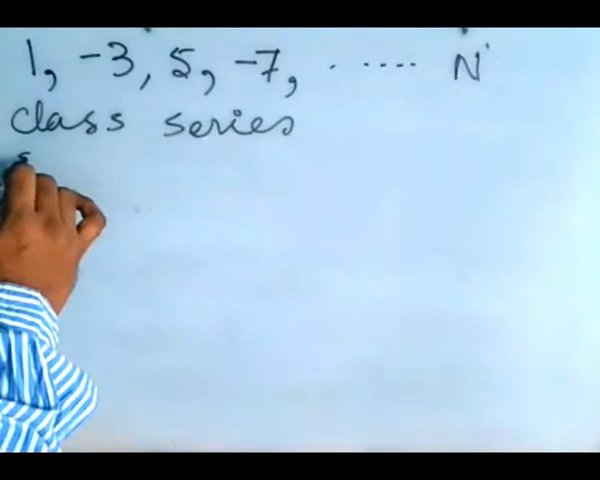 1, -3, 5, -7, ...... N
class series